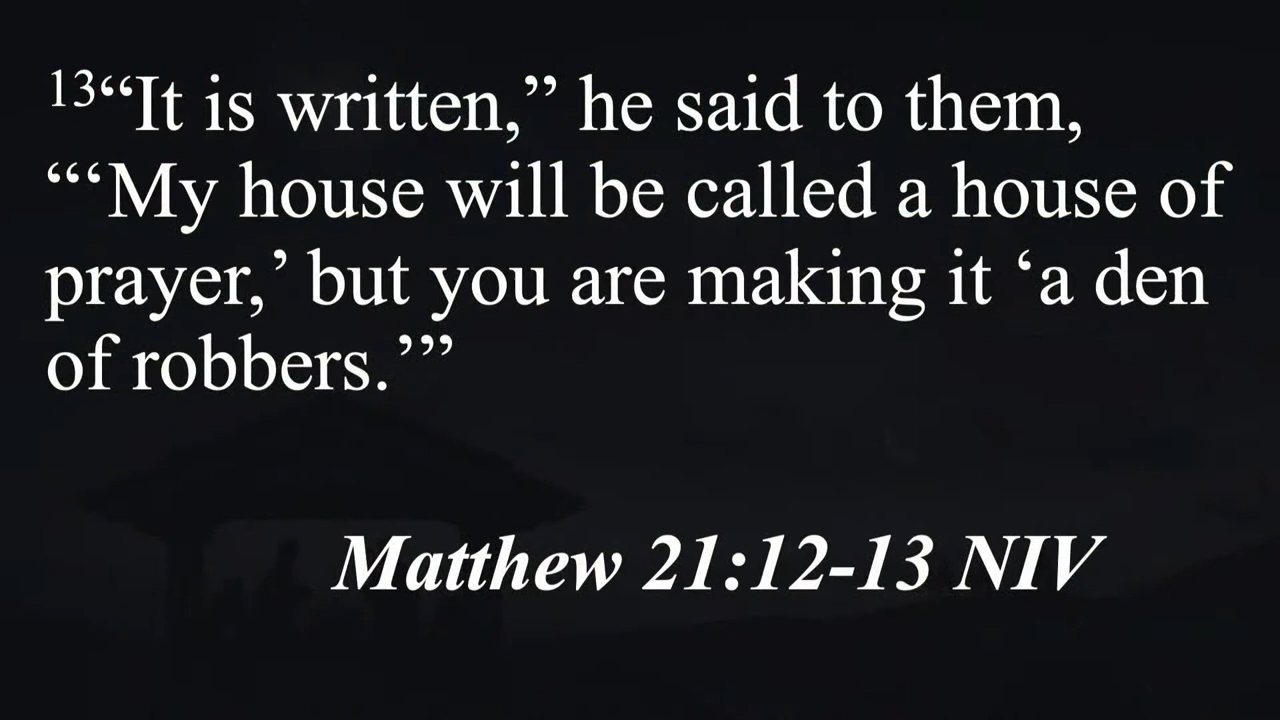 13“It is written,” he said to them,
“‘My house will be called a house of
prayer,’ but you are making it ‘a den
of robbers.’”
Matthew 21:12-13 NIV